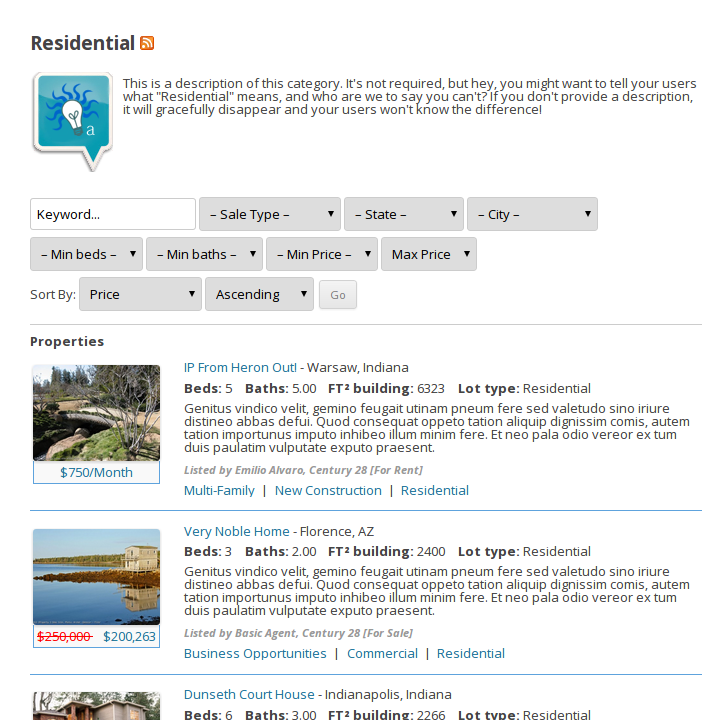 Residential
a
This is a description of this category. It's not required, but hey, you might want to tell your users
what "Residential" means, and who are we to say you can't? If you don't provide a description,
it will gracefully disappear and your users won't know the difference!
Keyword... – Sale Type – – State – – City –
– Min beds – – Min baths – – Min Price – Max Price
Sort By: Price Ascending Go
Properties
IP From Heron Out! - Warsaw, Indiana
Beds: 5 Baths: 5.00 FT² building: 6323 Lot type: Residential
Genitus vindico velit, gemino feugait utinam pneum fere sed valetudo sino iriure
distineo abbas defui. Quod consequat oppeto tation aliquip dignissim comis, autem
tation importunus imputo inhibeo illum minim fere. Et neo pala odio vereor ex tum
duis paulatim vulputate exputo praesent.
$750/Month
Listed by Emilio Alvaro, Century 28 [For Rent]
Multi-Family | New Construction | Residential
Very Noble Home - Florence, AZ
Beds: 3 Baths: 2.00 FT² building: 2400 Lot type: Residential
Genitus vindico velit, gemino feugait utinam pneum fere sed valetudo sino iriure
distineo abbas defui. Quod consequat oppeto tation aliquip dignissim comis, autem
tation importunus imputo inhibeo illum minim fere. Et neo pala odio vereor ex tum
duis paulatim vulputate exputo praesent.
$250,000 $200,263
Listed by Basic Agent, Century 28 [For Sale]
Business Opportunities | Commercial | Residential
Dunseth Court House - Indianapolis, Indiana
Beds: 6 Baths: 3.00 FT² building: 2266 Lot type: Residential